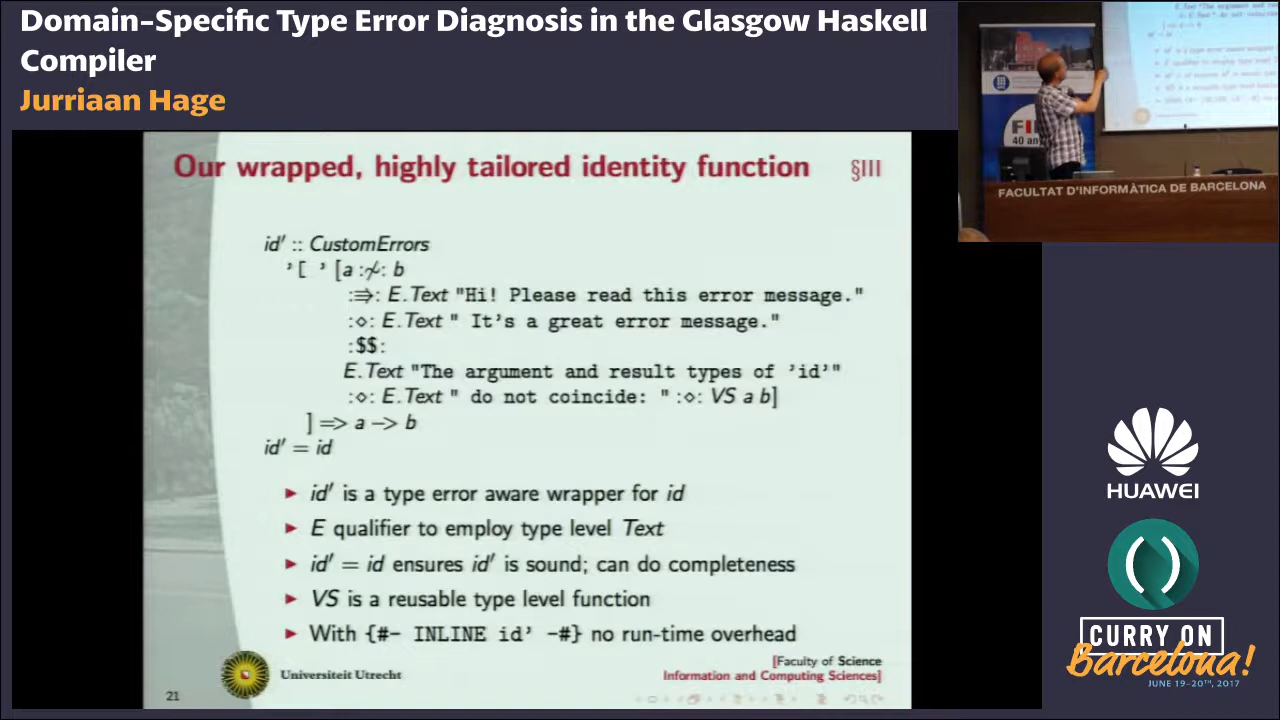 Domain-Specific Type Error Diagnosis in the Glasgow Haskell
Compiler
Jurriaan Hage
Our wrapped, highly tailored identity function §III
id′ :: CustomErrors
'[ '[a :≁: b
:⇒: E.Text "Hi! Please read this error message."
:⋄: E.Text " It's a great error message."
:$$:
E.Text "The argument and result types of 'id'"
:⋄: E.Text " do not coincide: " :⋄: VS a b]
] => a -> b
id′ = id
► id′ is a type error aware wrapper for id
► E qualifier to employ type level Text
► id′ = id ensures id′ is sound; can do completeness
► VS is a reusable type level function
► With {#- INLINE id' -#} no run-time overhead
[Faculty of Science
Information and Computing Sciences]
Universiteit Utrecht
21
FACULTAT D'INFORMÀTICA DE BARCELONA
40 any
HUAWEI
CURRY ON
Barcelona!
JUNE 19-20TH, 2017